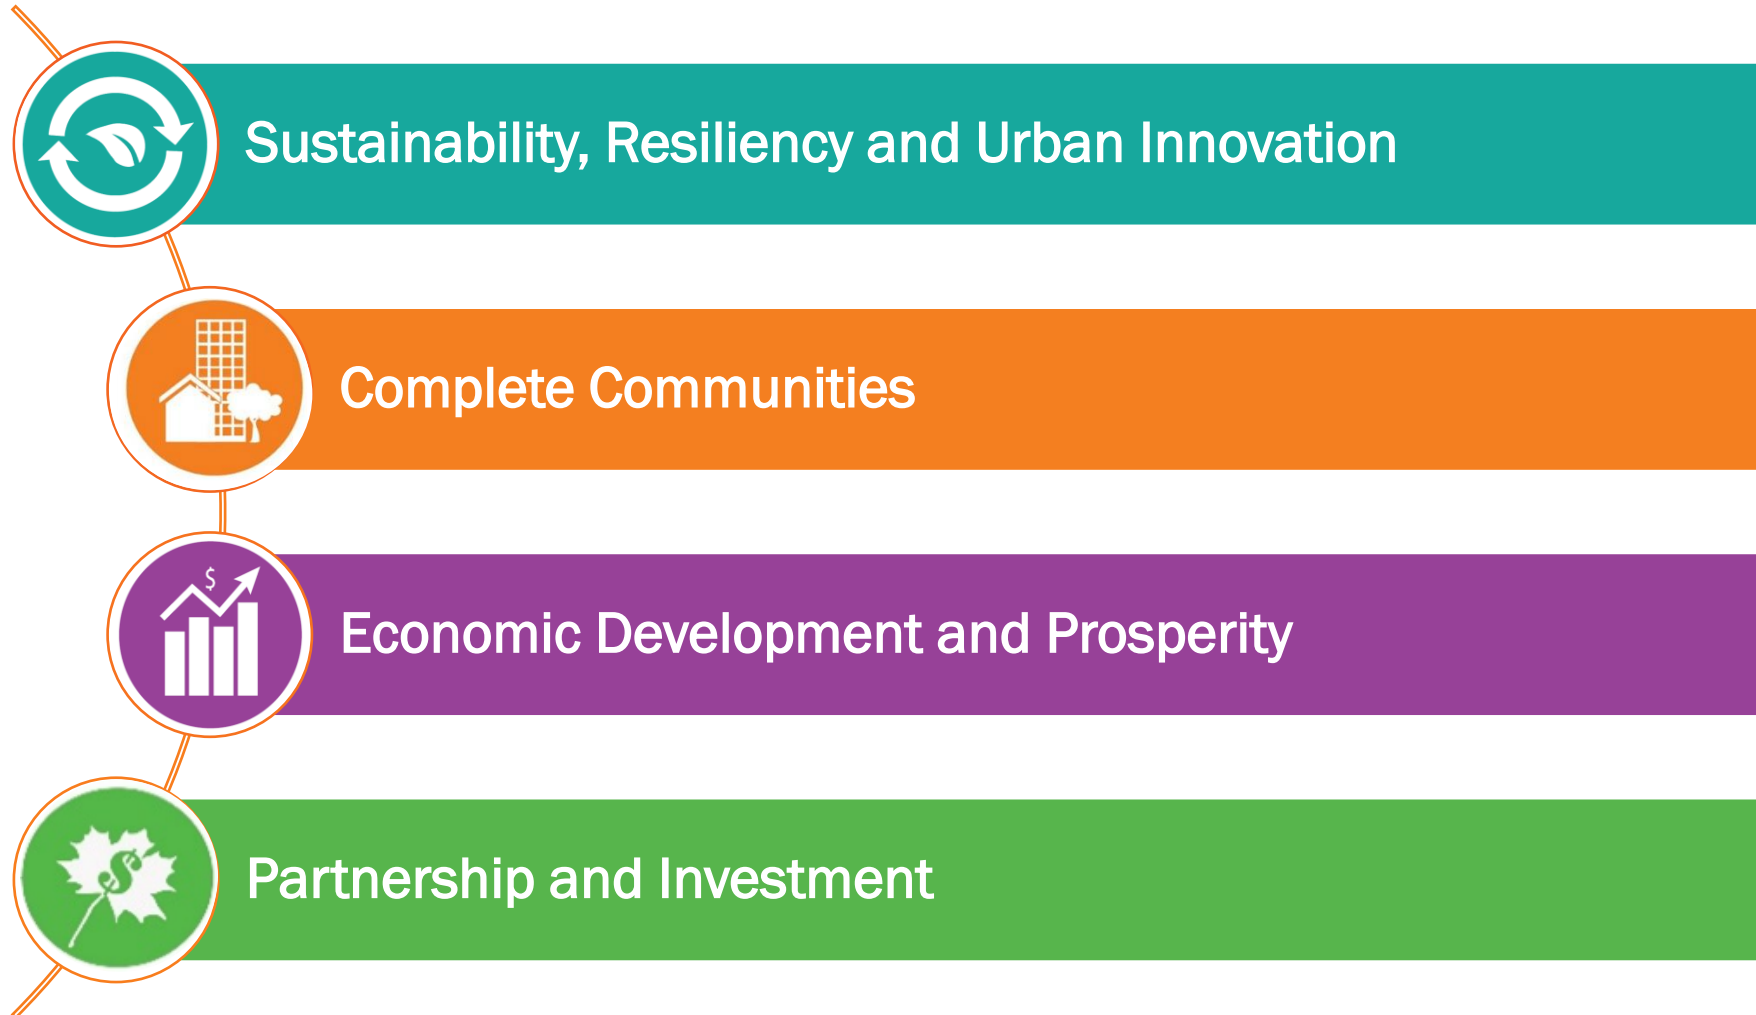 Sustainability, Resiliency and Urban Innovation
Complete Communities
$
Economic Development and Prosperity
$
Partnership and Investment